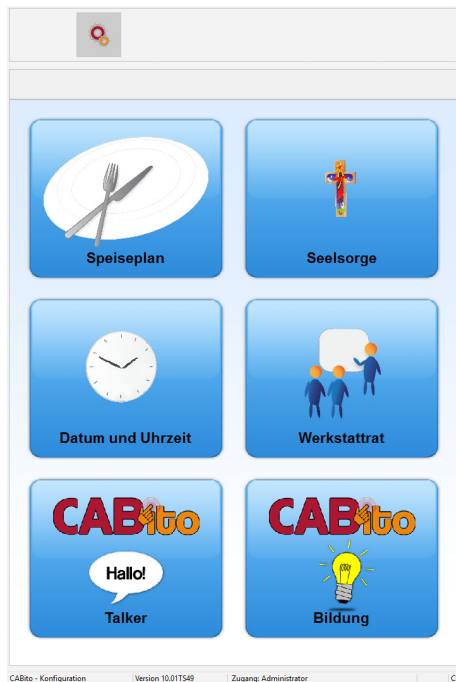 Speiseplan
Seelsorge
Datum und Uhrzeit
Werkstattrat
CABito
Hallo!
Talker
CABito
Bildung
CABito - Konfiguration
Version 10.01TS49
Zugang: Administrator
C